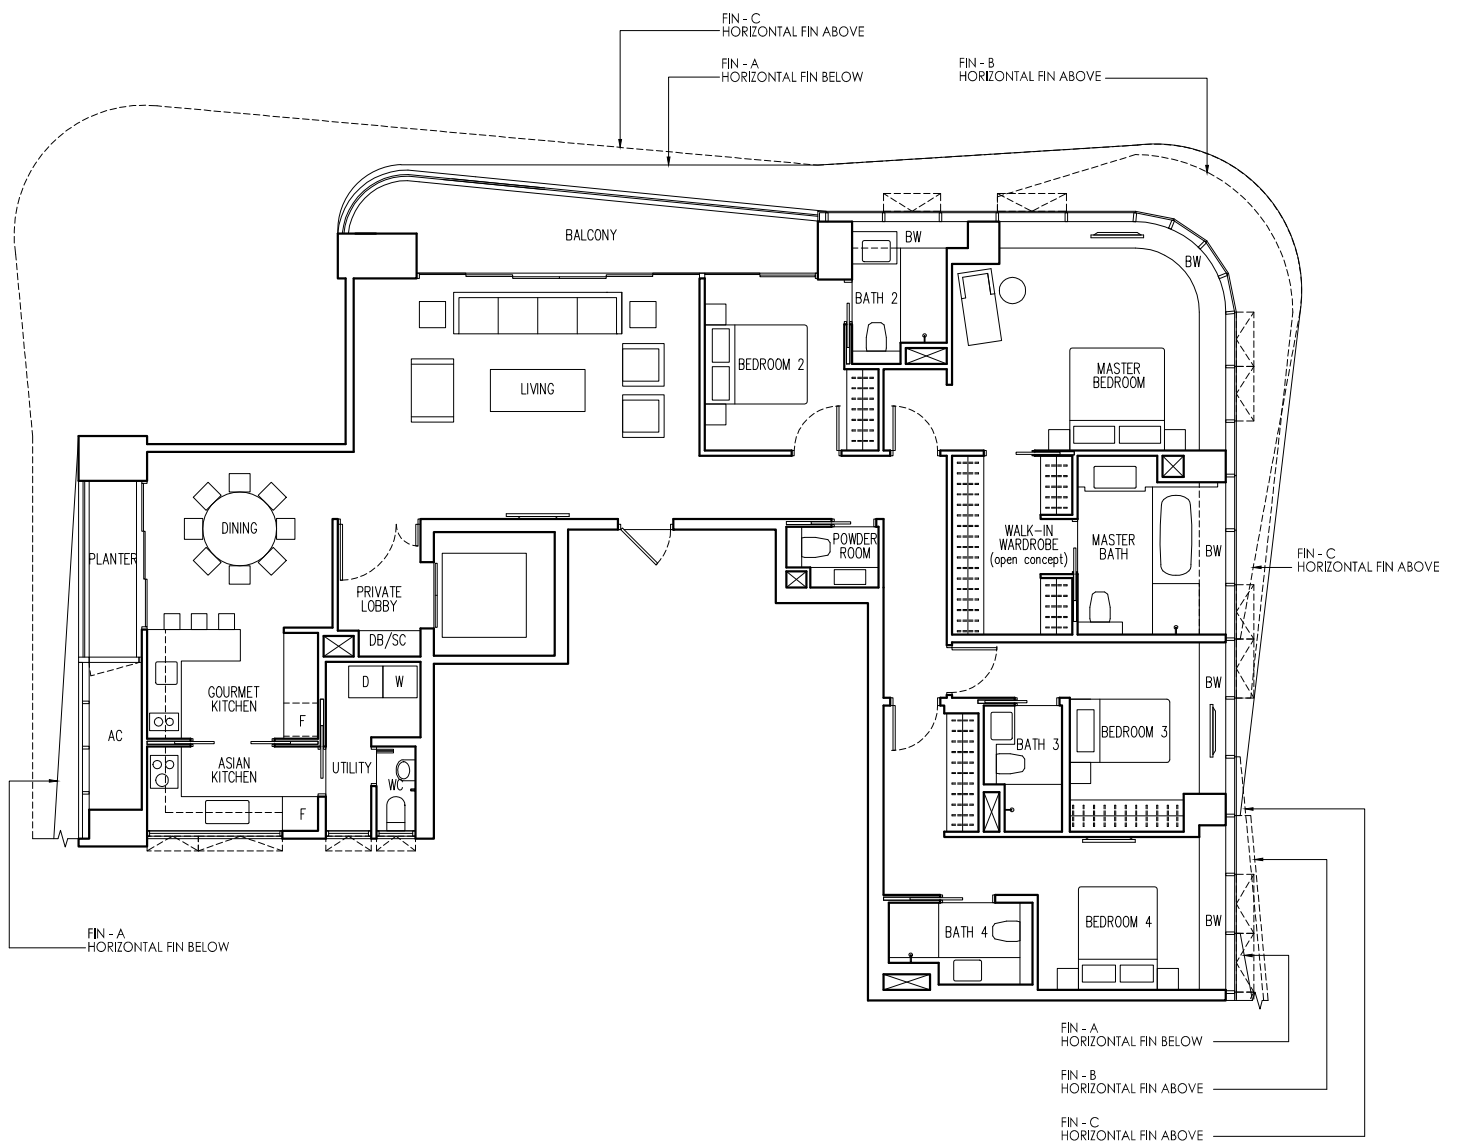 FIN - C
HORIZONTAL FIN ABOVE
FIN - A
HORIZONTAL FIN BELOW
FIN - B
HORIZONTAL FIN ABOVE
BALCONY
BW
BW
BATH 2
LIVING
BEDROOM 2
MASTER
BEDROOM
DINING
PLANTER
POWDER
ROOM
WALK-IN
WARDROBE
(open concept)
MASTER
BATH
BW
FIN - C
HORIZONTAL FIN ABOVE
PRIVATE
LOBBY
DB/SC
D
W
GOURMET
KITCHEN
F
AC
ASIAN
KITCHEN
UTILITY
WC
F
BW
BATH 3
BEDROOM 3
BATH 4
BEDROOM 4
BW
FIN - A
HORIZONTAL FIN BELOW
FIN - A
HORIZONTAL FIN BELOW
FIN - B
HORIZONTAL FIN ABOVE
FIN - C
HORIZONTAL FIN ABOVE